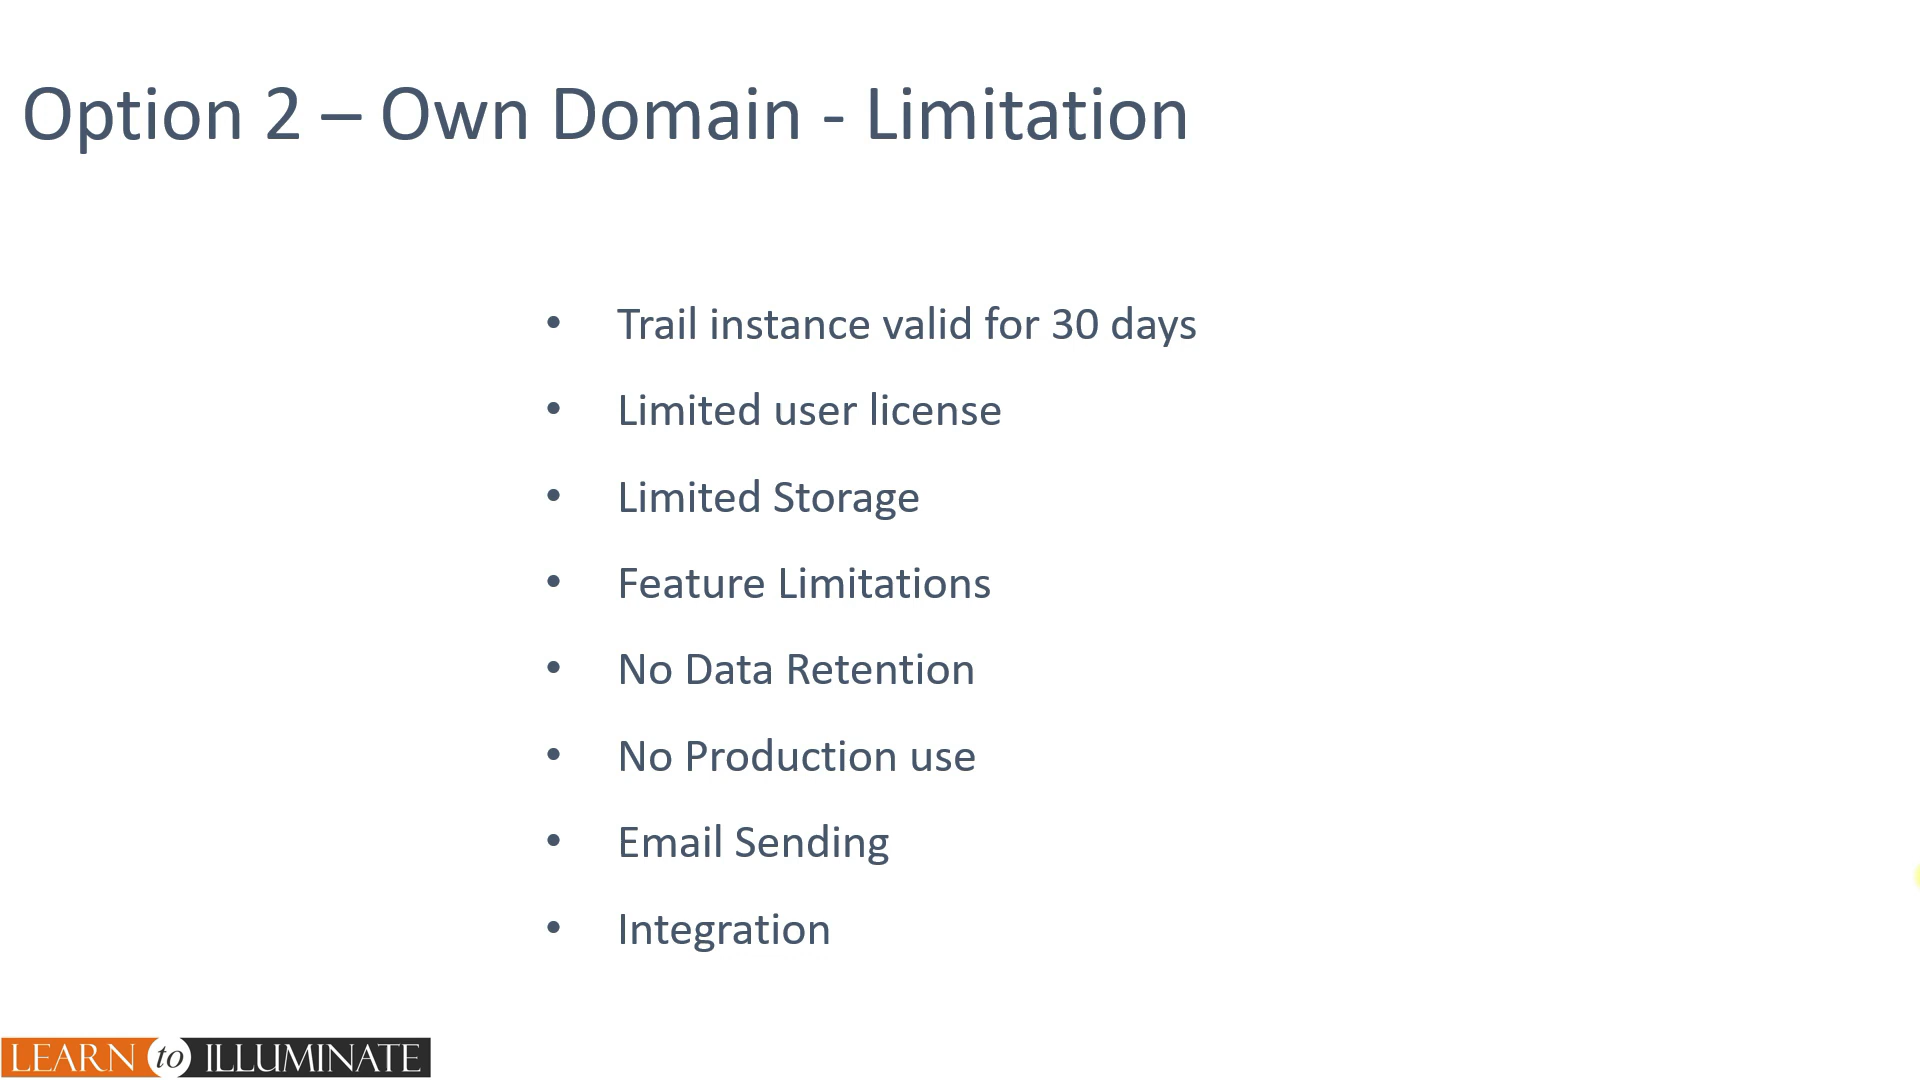 Option 2 – Own Domain - Limitation
• Trail instance valid for 30 days
• Limited user license
• Limited Storage
• Feature Limitations
• No Data Retention
• No Production use
• Email Sending
• Integration
LEARN to ILLUMINATE